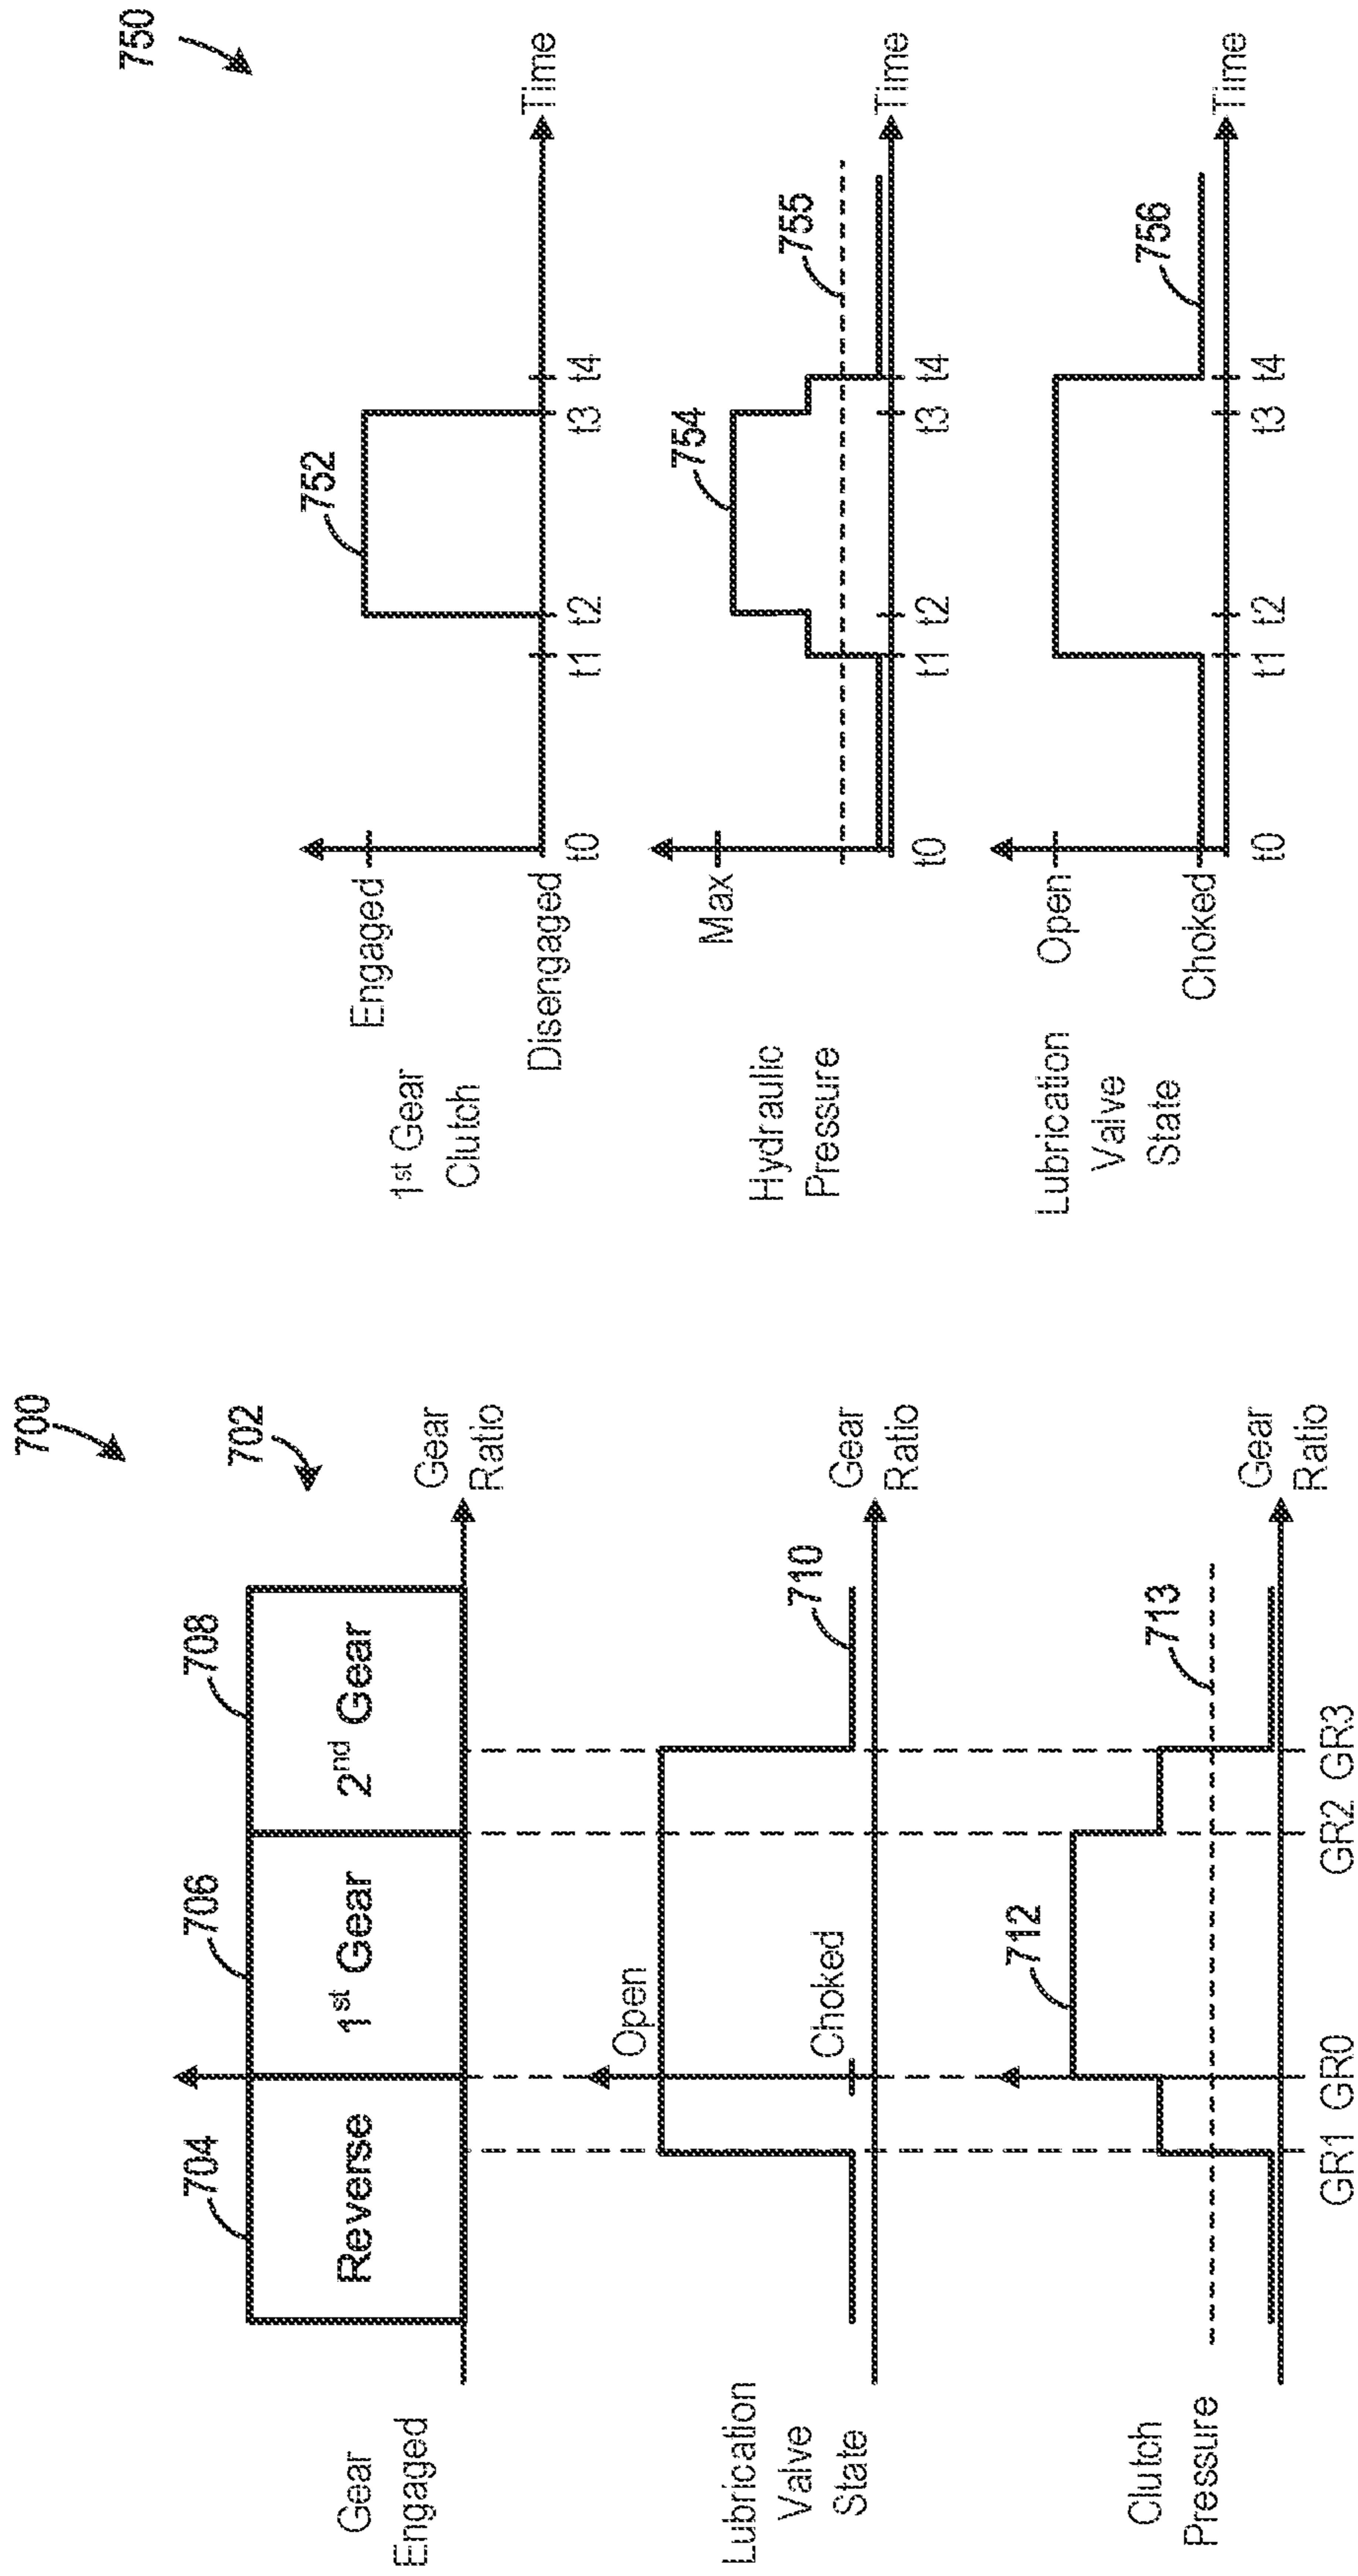 700
702
704
706
708
Reverse
1st Gear
2nd Gear
Gear
Engaged
Gear
Ratio
Open
Choked
710
Lubrication
Valve
State
Gear
Ratio
712
713
Clutch
Pressure
GR1
GR0
GR2
GR3
Gear
Ratio
750
752
Engaged
1st Gear
Clutch
Disengaged
t0
t1
t2
t3
t4
Time
754
755
Max
Hydraulic
Pressure
t0
t1
t2
t3
t4
Time
756
Open
Lubrication
Valve
State
Choked
t0
t1
t2
t3
t4
Time